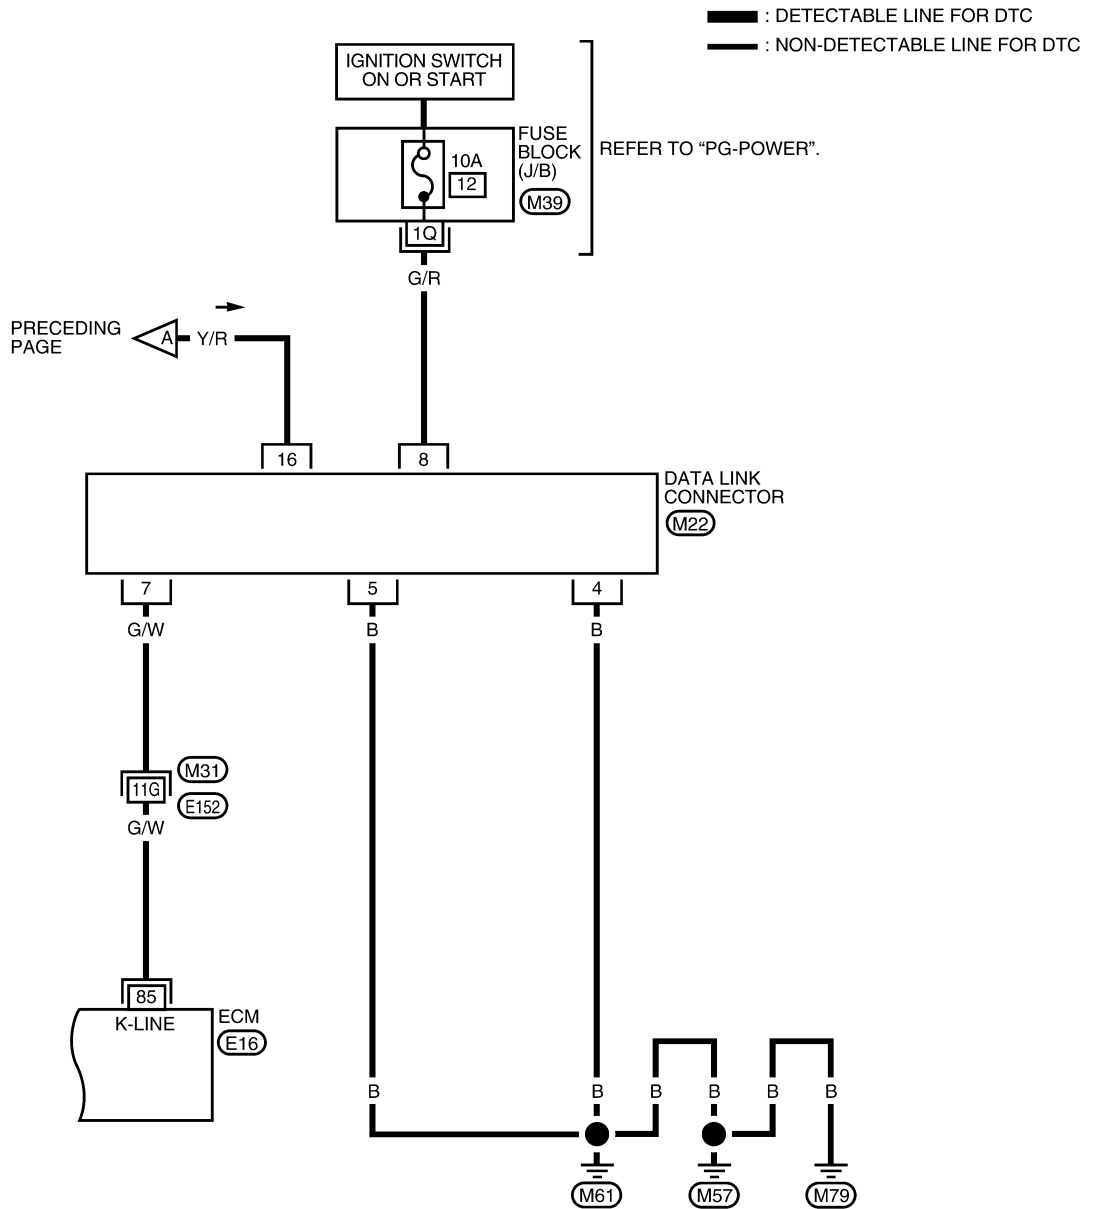 : DETECTABLE LINE FOR DTC
: NON-DETECTABLE LINE FOR DTC
IGNITION SWITCH
ON OR START
FUSE
BLOCK
(J/B)
M39
10A
12
REFER TO “PG-POWER”.
1Q
G/R
PRECEDING
PAGE
A
Y/R
16
8
DATA LINK
CONNECTOR
M22
7
5
4
G/W
B
B
M31
11G
E152
G/W
85
K-LINE
ECM
E16
B
B
B
B
B
B
M61
M57
M79